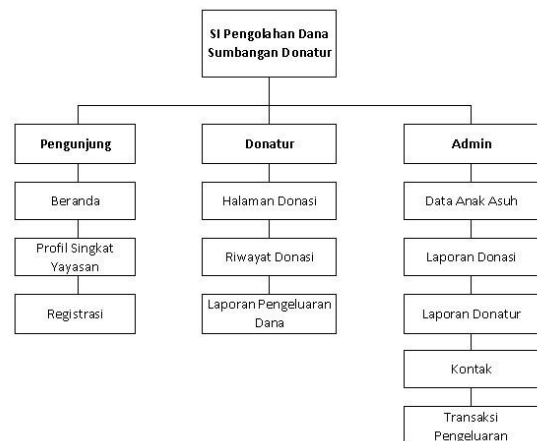 SI Pengolahan Dana
Sumbangan Donatur
Pengunjung
Beranda
Profil Singkat
Yayasan
Registrasi
Donatur
Halaman Donasi
Riwayat Donasi
Laporan Pengeluaran
Dana
Admin
Data Anak Asuh
Laporan Donasi
Laporan Donatur
Kontak
Transaksi
Pengeluaran